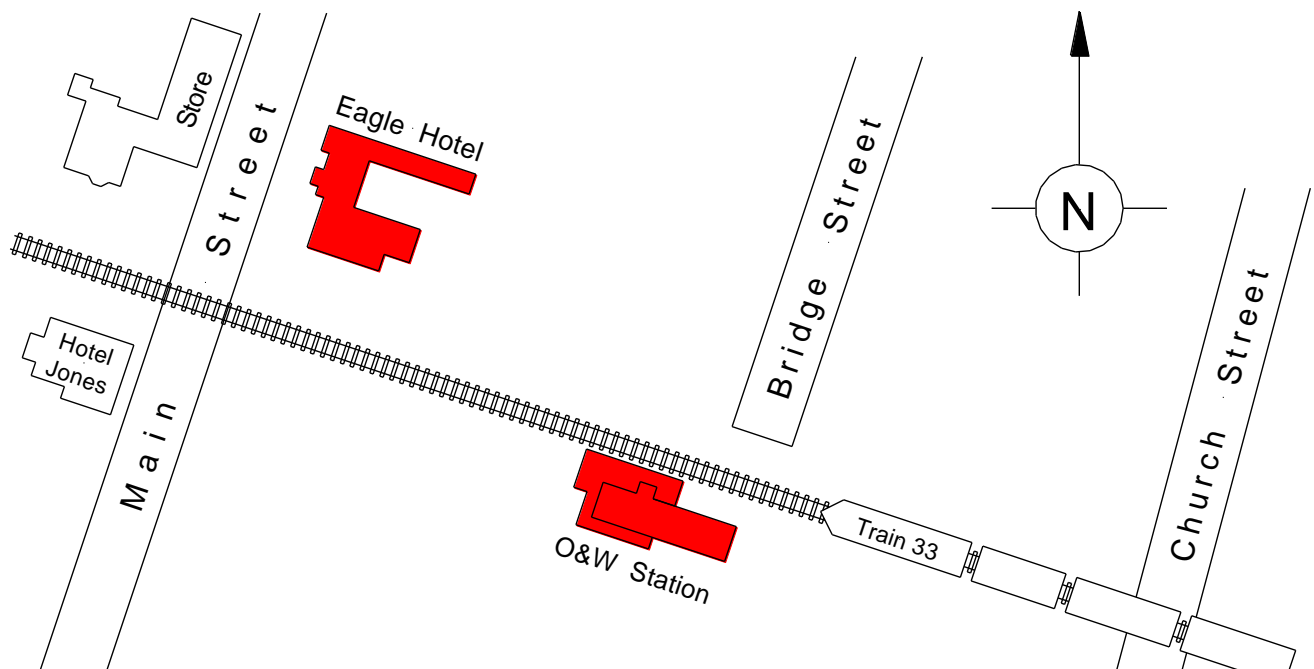 Store
Main Street
Eagle Hotel
Bridge Street
N
Church Street
Hotel
Jones
O&W Station
Train 33